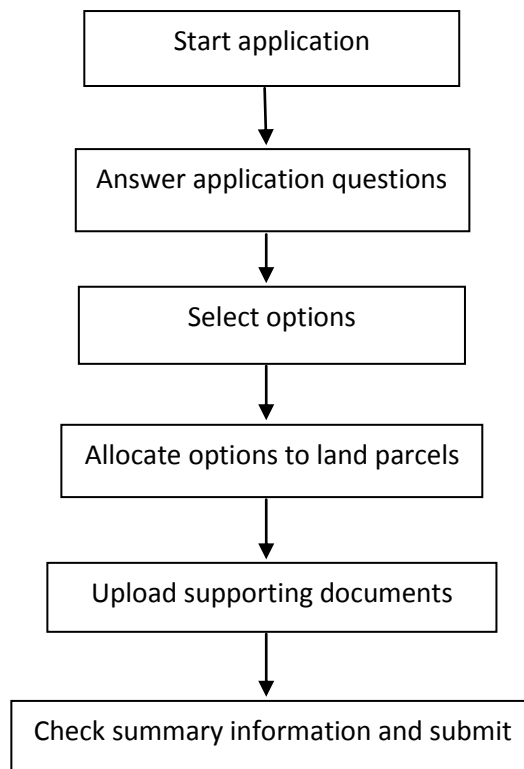 Start application
Answer application questions
Select options
Allocate options to land parcels
Upload supporting documents
Check summary information and submit